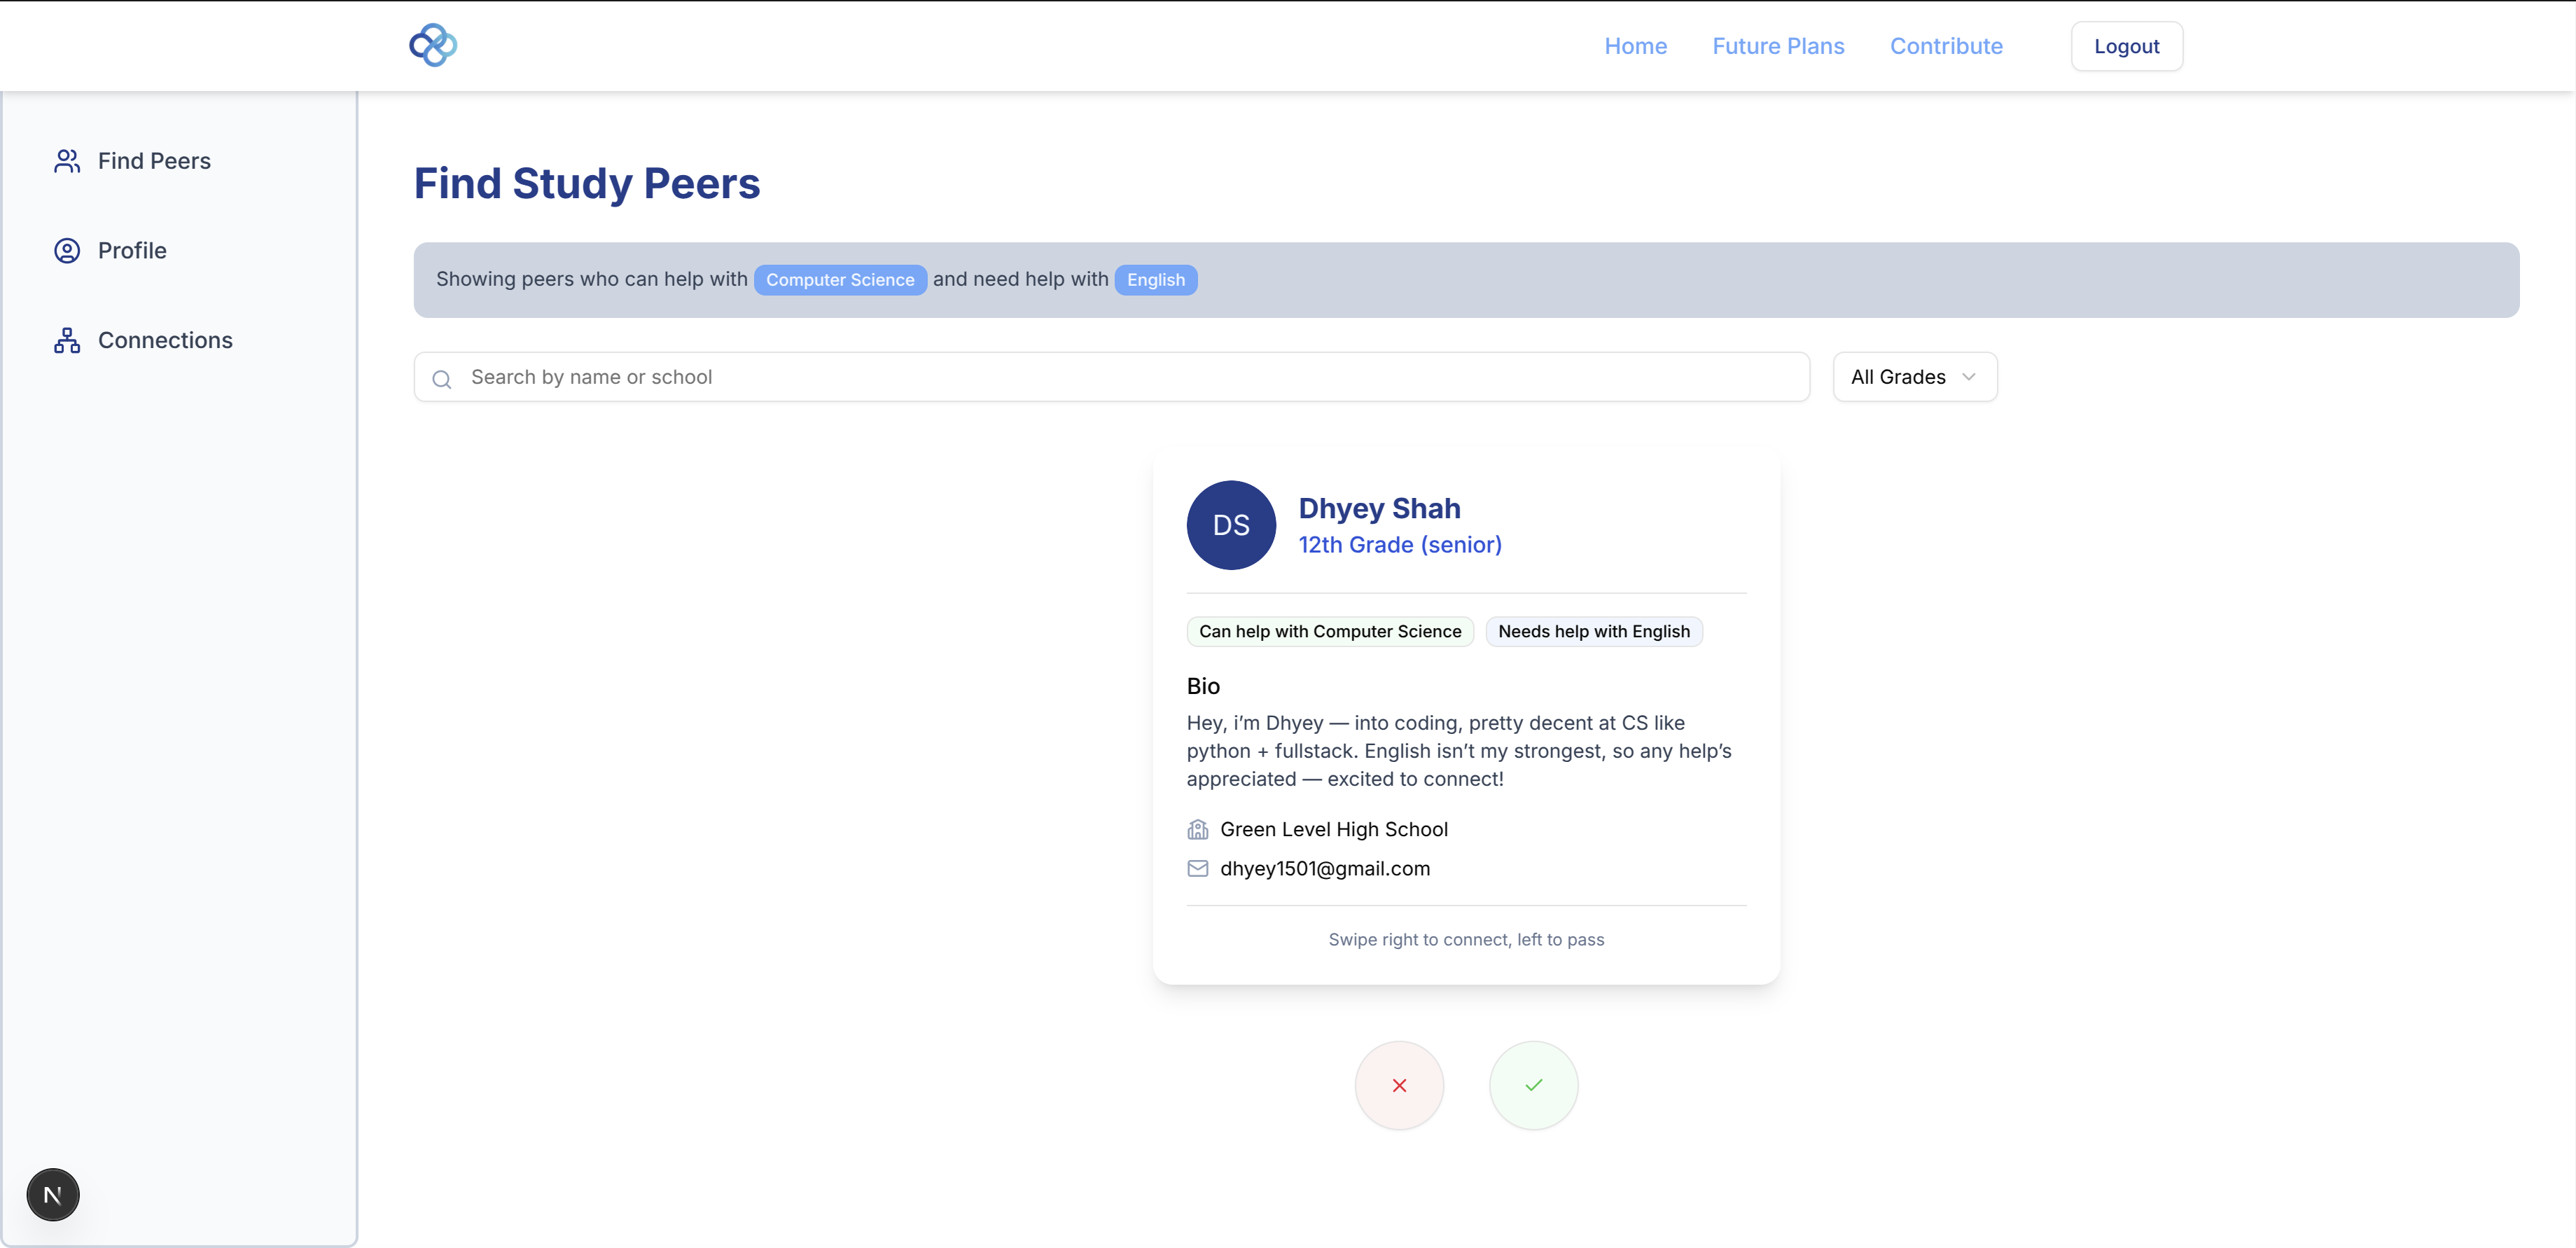 Home Future Plans Contribute Logout
Find Peers
Profile
Connections
Find Study Peers
Showing peers who can help with Computer Science and need help with English
Search by name or school All Grades
DS
Dhyey Shah
12th Grade (senior)
Can help with Computer Science Needs help with English
Bio
Hey, i’m Dhyey — into coding, pretty decent at CS like
python + fullstack. English isn’t my strongest, so any help’s
appreciated — excited to connect!
Green Level High School
dhyey1501@gmail.com
Swipe right to connect, left to pass
N